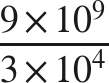 9 × 10⁹
3 × 10⁴